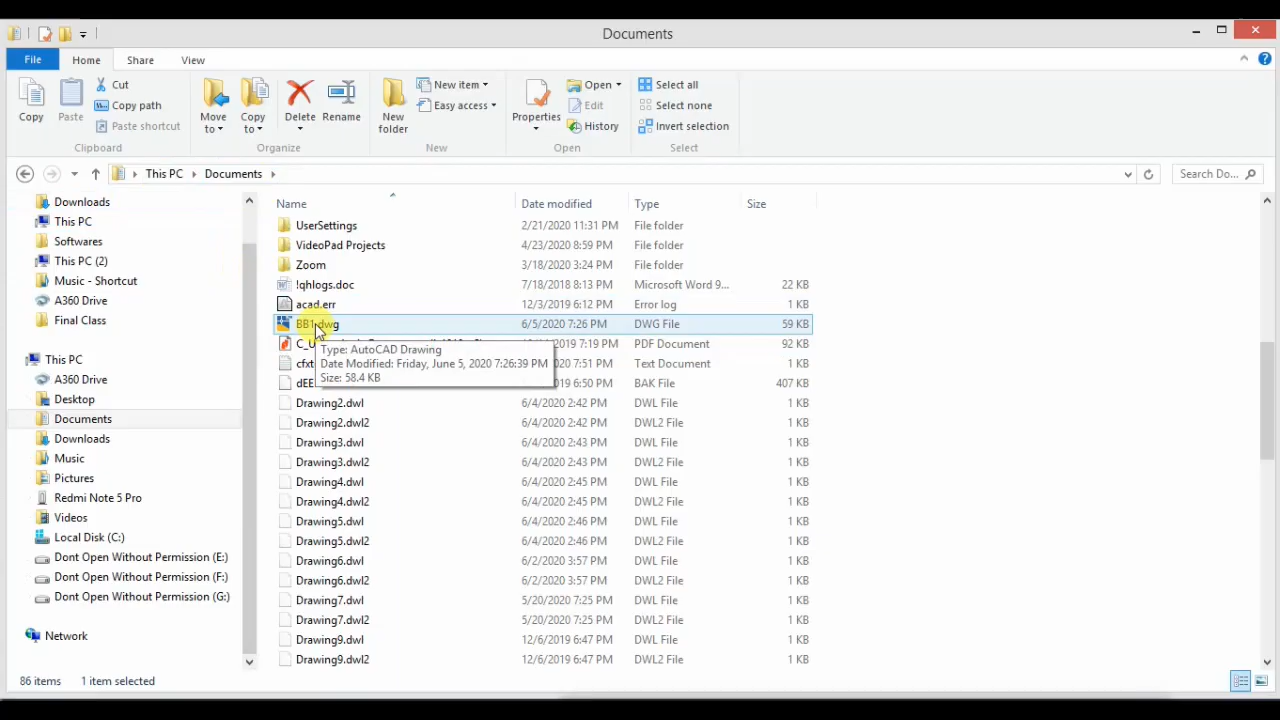 Documents
File Home Share View
Copy Paste Cut Copy path Paste shortcut Move to Copy to Delete Rename New folder New item Easy access Properties Open Edit History Select all Select none Invert selection
Clipboard Organize New Open Select
This PC Documents Search Do...
Downloads
This PC
Softwares
This PC (2)
Music - Shortcut
A360 Drive
Final Class
This PC
A360 Drive
Desktop
Documents
Downloads
Music
Pictures
Redmi Note 5 Pro
Videos
Local Disk (C:)
Dont Open Without Permission (E:)
Dont Open Without Permission (F:)
Dont Open Without Permission (G:)
Network
Name Date modified Type Size
UserSettings 2/21/2020 11:31 PM File folder
VideoPad Projects 4/23/2020 8:59 PM File folder
Zoom 3/18/2020 3:24 PM File folder
!qhlogs.doc 7/18/2018 8:13 PM Microsoft Word 9... 22 KB
acad.err 12/3/2019 6:12 PM Error log 1 KB
BB1.dwg 6/5/2020 7:26 PM DWG File 59 KB
2019 7:19 PM PDF Document 92 KB
7:51 PM Text Document 1 KB
2019 6:50 PM BAK File 407 KB
Type: AutoCAD Drawing
Date Modified: Friday, June 5, 2020 7:26:39 PM
Size: 58.4 KB
Drawing2.dwl 6/4/2020 2:42 PM DWL File 1 KB
Drawing2.dwl2 6/4/2020 2:42 PM DWL2 File 1 KB
Drawing3.dwl 6/4/2020 2:43 PM DWL File 1 KB
Drawing3.dwl2 6/4/2020 2:43 PM DWL2 File 1 KB
Drawing4.dwl 6/4/2020 2:45 PM DWL File 1 KB
Drawing4.dwl2 6/4/2020 2:45 PM DWL2 File 1 KB
Drawing5.dwl 6/4/2020 2:46 PM DWL File 1 KB
Drawing5.dwl2 6/4/2020 2:46 PM DWL2 File 1 KB
Drawing6.dwl 6/2/2020 3:57 PM DWL File 1 KB
Drawing6.dwl2 6/2/2020 3:57 PM DWL2 File 1 KB
Drawing7.dwl 5/20/2020 7:25 PM DWL File 1 KB
Drawing7.dwl2 5/20/2020 7:25 PM DWL2 File 1 KB
Drawing9.dwl 12/6/2019 6:47 PM DWL File 1 KB
Drawing9.dwl2 12/6/2019 6:47 PM DWL2 File 1 KB
86 items 1 item selected